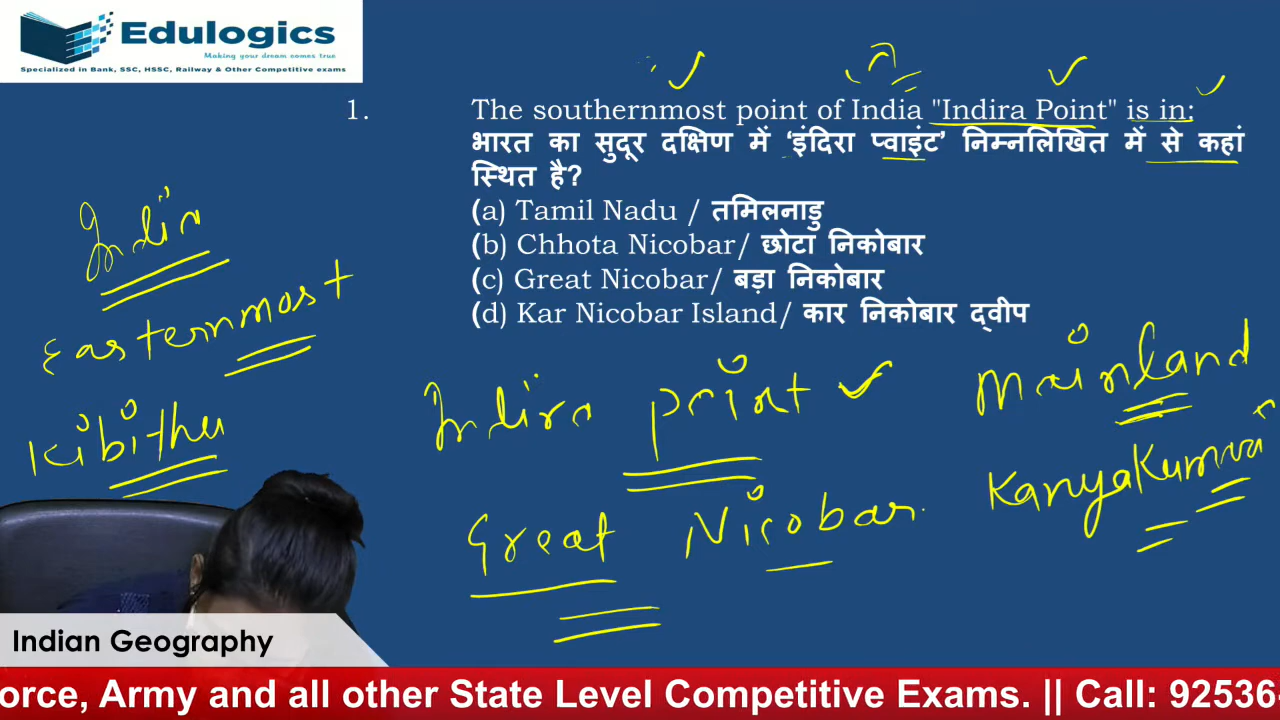 Edulogics
Making your dream comes true
Specialized in Bank, SSC, HSSC, Railway & Other Competitive exams
1. The southernmost point of India "Indira Point" is in:
भारत का सुदूर दक्षिण में ‘इंदिरा प्वाइंट’ निम्नलिखित में से कहां
स्थित है?
(a) Tamil Nadu / तमिलनाडु
(b) Chhota Nicobar/ छोटा निकोबार
(c) Great Nicobar/ बड़ा निकोबार
(d) Kar Nicobar Island/ कार निकोबार द्वीप
India
Easternmost
Kibithu
Indira point
Great Nicobar
Mainland
Kanyakumari
Indian Geography
orce, Army and all other State Level Competitive Exams. || Call: 92536